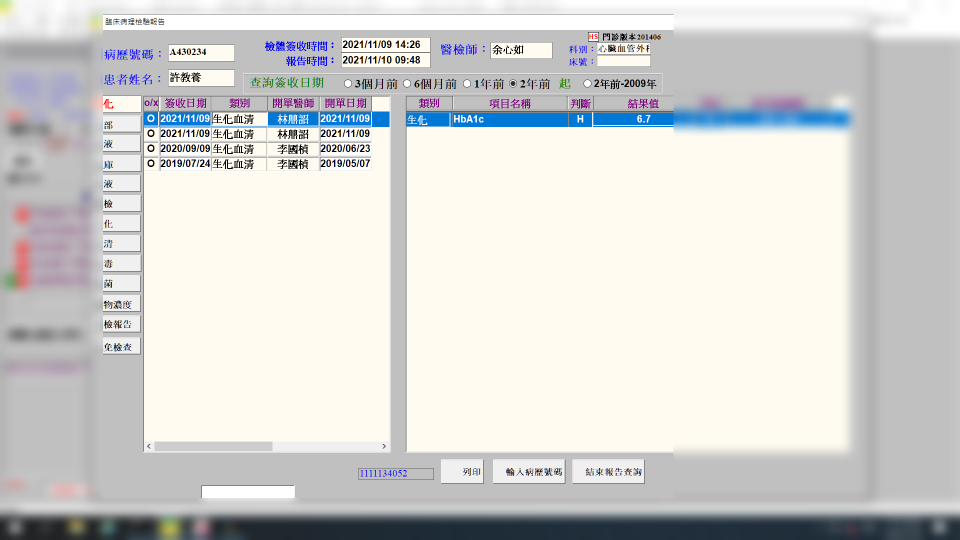 臨床病理檢驗報告
HS 門診版本201406
病歷號碼： A430234 檢體簽收時間： 2021/11/09 14:26 醫檢師： 余心如 科別： 心臟血管外科
報告時間： 2021/11/10 09:48 床號：
患者姓名： 許教養 查詢簽收日期 3個月前 6個月前 1年前 2年前 起 2年前-2009年
化 o/x 簽收日期 類別 開單醫師 開單日期 類別 項目名稱 判斷 結果值
O 2021/11/09 生化血清 林鼎韶 2021/11/09 生化 HbA1c H 6.7
部 O 2021/11/09 生化血清 林鼎韶 2021/11/09
液 O 2020/09/09 生化血清 李國楨 2020/06/23
庫 O 2019/07/24 生化血清 李國楨 2019/05/07
液
檢
化
清
毒
菌
物濃度
檢報告
免檢查
1111134052 列印 輸入病歷號碼 結束報告查詢